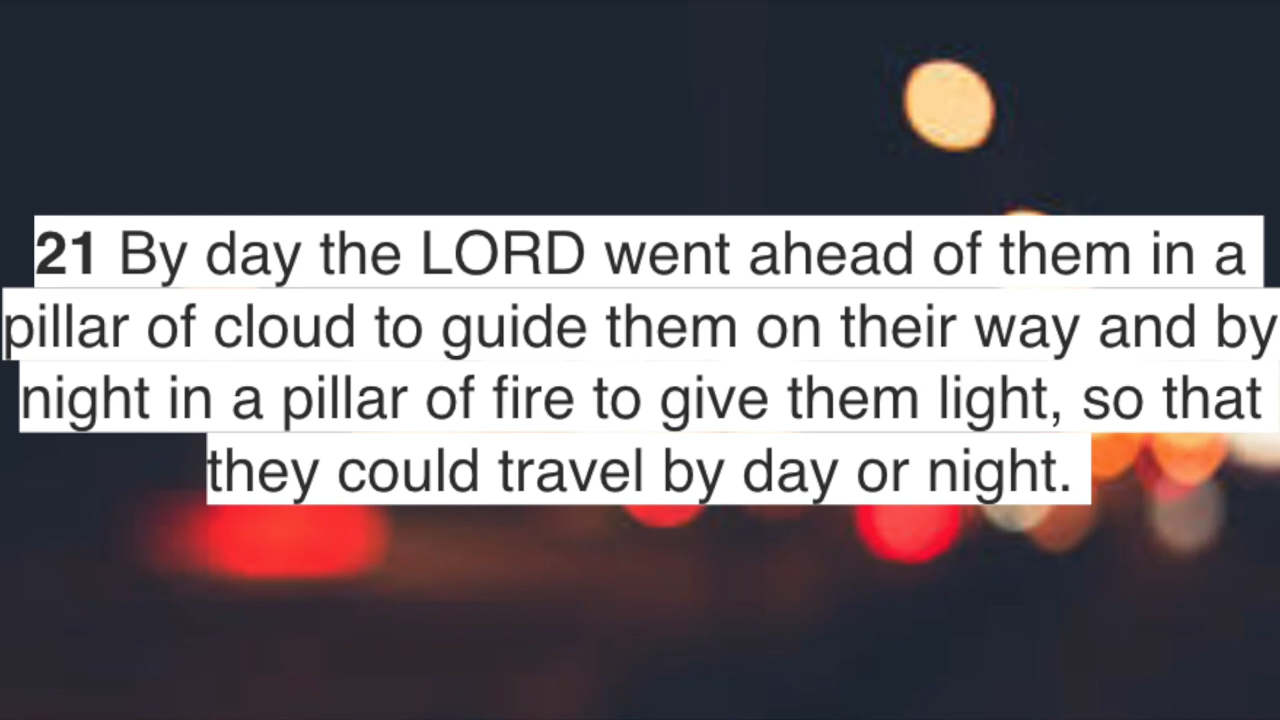 21 By day the LORD went ahead of them in a
pillar of cloud to guide them on their way and by
night in a pillar of fire to give them light, so that
they could travel by day or night.